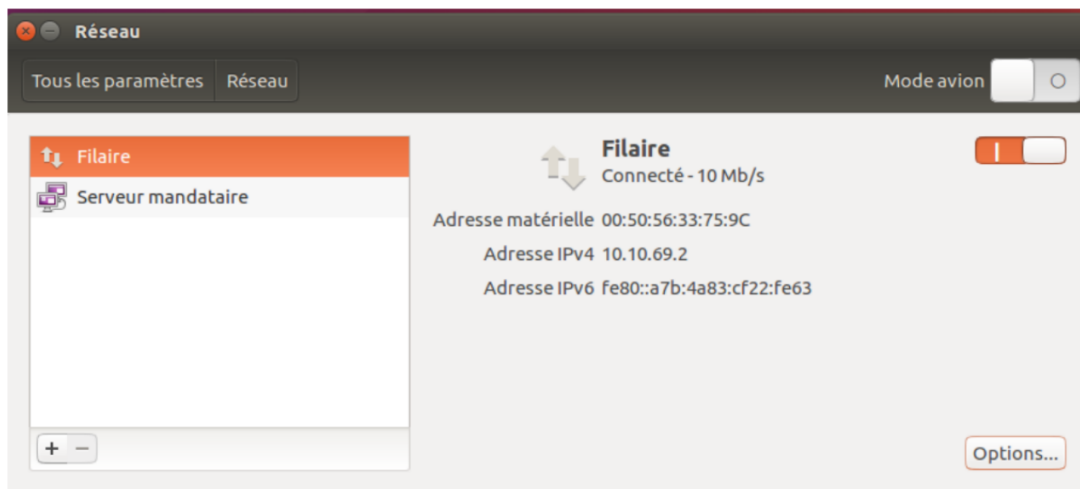 Réseau
Tous les paramètres Réseau
Mode avion
Filaire
Serveur mandataire
Filaire
Connecté - 10 Mb/s
Adresse matérielle 00:50:56:33:75:9C
Adresse IPv4 10.10.69.2
Adresse IPv6 fe80::a7b:4a83:cf22:fe63
Options...